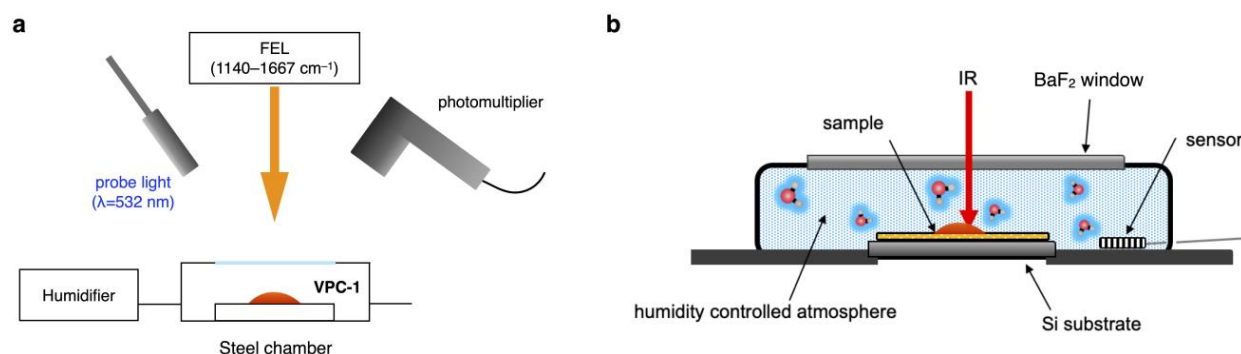 a
FEL
(1140–1667 cm⁻¹)
photomultiplier
probe light
(λ=532 nm)
Humidifier
VPC-1
Steel chamber
b
IR
BaF₂ window
sample
sensor
humidity controlled atmosphere
Si substrate